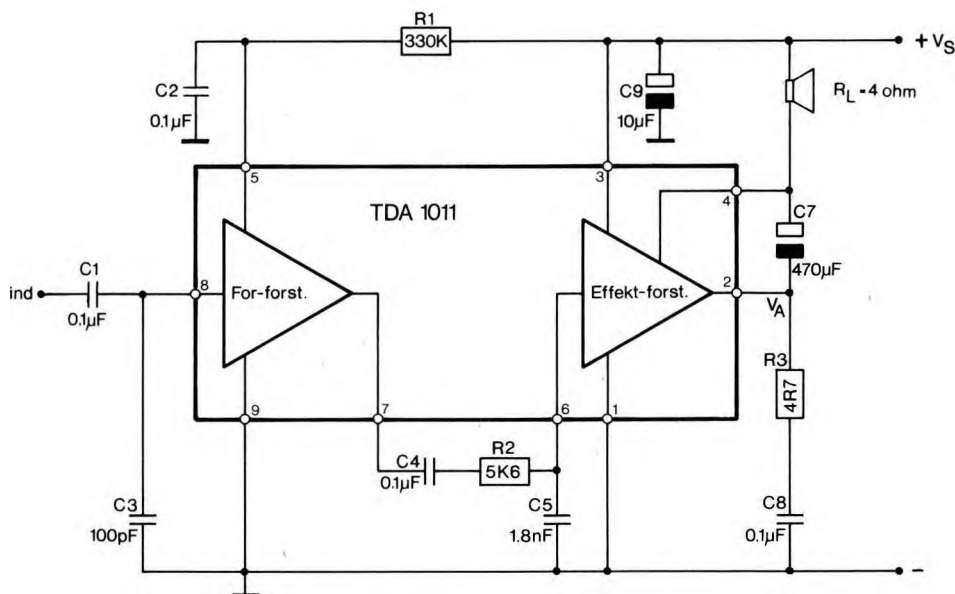 R1
330K
+ VS
C2
0.1µF
C9
10µF
RL - 4 ohm
5
3
4
TDA 1011
C7
470µF
ind
C1
0.1µF
8
For-forst.
Effekt-forst.
2
VA
R3
4R7
9
7
6
1
C4
0.1µF
R2
5K6
C3
100pF
C5
1.8nF
C8
0.1µF
-